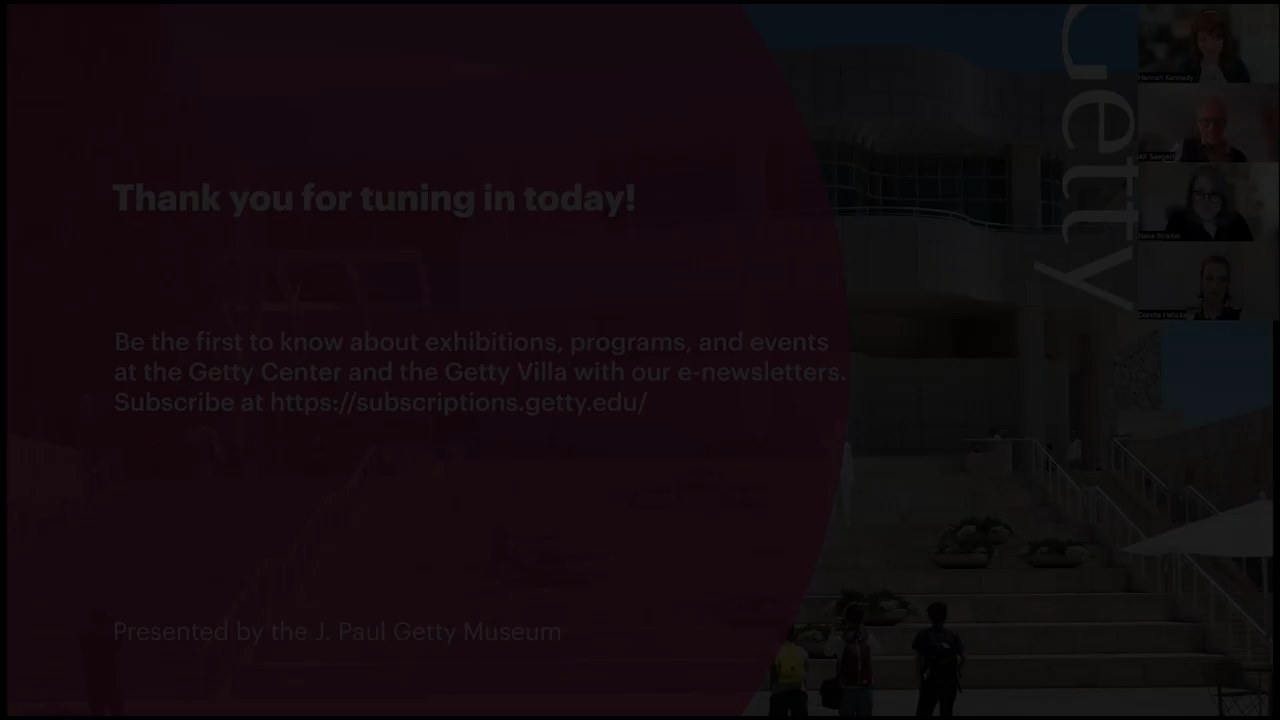 Thank you for tuning in today!
Be the first to know about exhibitions, programs, and events
at the Getty Center and the Getty Villa with our e-newsletters.
Subscribe at https://subscriptions.getty.edu/
Presented by the J. Paul Getty Museum
Getty
Hannah Kennedy